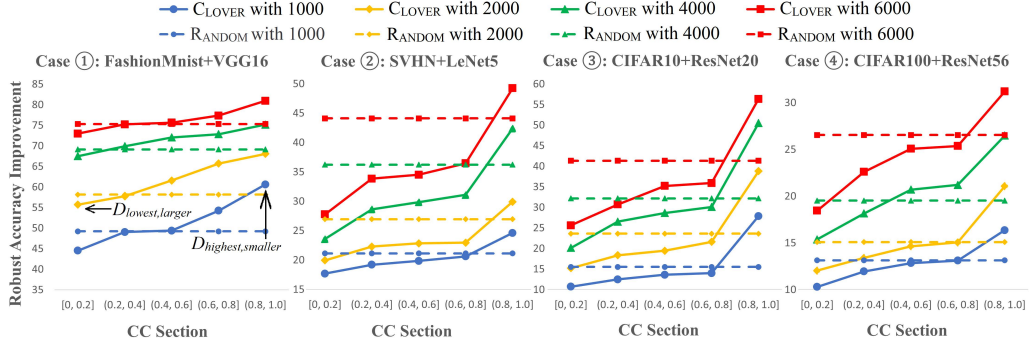 CLOVER with 1000 CLOVER with 2000 CLOVER with 4000 CLOVER with 6000
RANDOM with 1000 RANDOM with 2000 RANDOM with 4000 RANDOM with 6000
Case ①: FashionMnist+VGG16
Case ②: SVHN+LeNet5
Case ③: CIFAR10+ResNet20
Case ④: CIFAR100+ResNet56
Robust Accuracy Improvement
85
80
75
70
65
60
55
50
45
40
35
Dlowest,larger
Dhighest,smaller
[0, 0.2] (0.2, 0.4] (0.4, 0.6] (0.6, 0.8] (0.8, 1.0]
CC Section
50
45
40
35
30
25
20
15
[0, 0.2] (0.2, 0.4] (0.4, 0.6] (0.6, 0.8] (0.8, 1.0]
CC Section
60
55
50
45
40
35
30
25
20
15
10
[0, 0.2] (0.2, 0.4] (0.4, 0.6] (0.6, 0.8] (0.8, 1.0]
CC Section
30
25
20
15
10
[0, 0.2] (0.2, 0.4] (0.4, 0.6] (0.6, 0.8] (0.8, 1.0]
CC Section